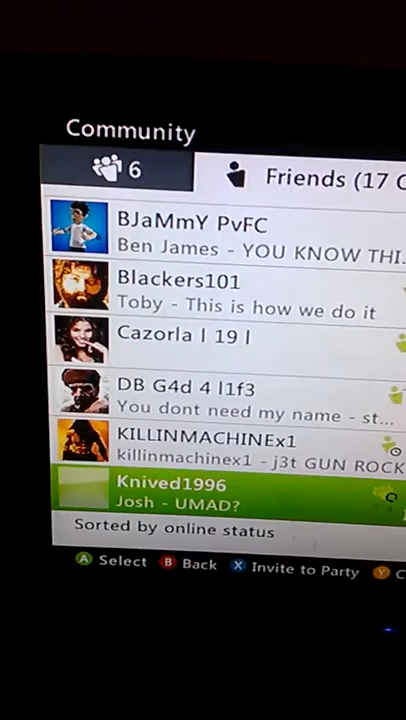 Community
6
Friends (17
BJaMmY PvFC
Ben James - YOU KNOW THI.
Blackers101
Toby - This is how we do it
Cazorla l 19 l
DB G4d 4 l1f3
You dont need my name - st...
KILLINMACHINEx1
killinmachinex1 - j3t GUN ROCK
Knived1996
Josh - UMAD?
Sorted by online status
A Select B Back X Invite to Party Y